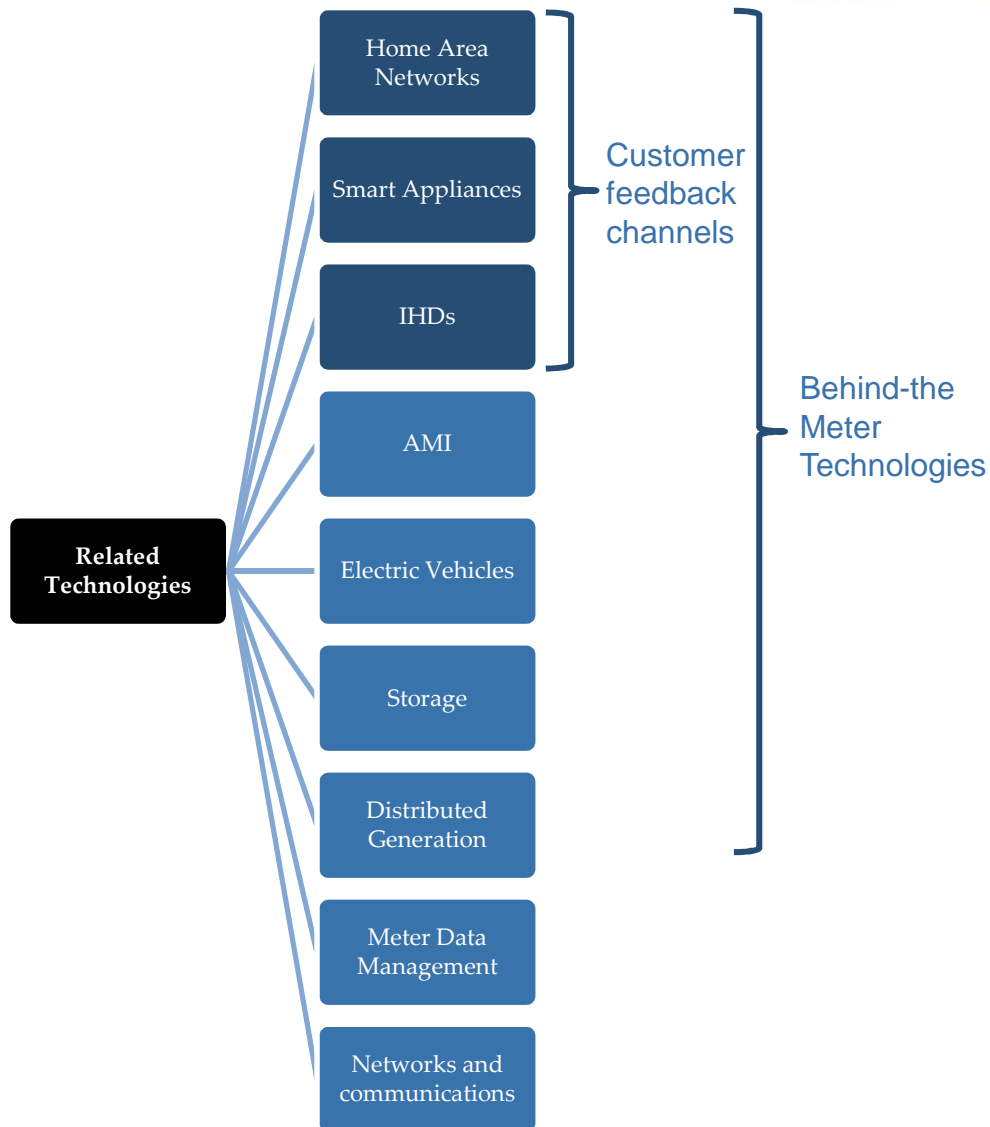 Home Area
Networks
Smart Appliances
Customer
feedback
channels
IHDs
Behind-the
Meter
Technologies
AMI
Related
Technologies
Electric Vehicles
Storage
Distributed
Generation
Meter Data
Management
Networks and
communications